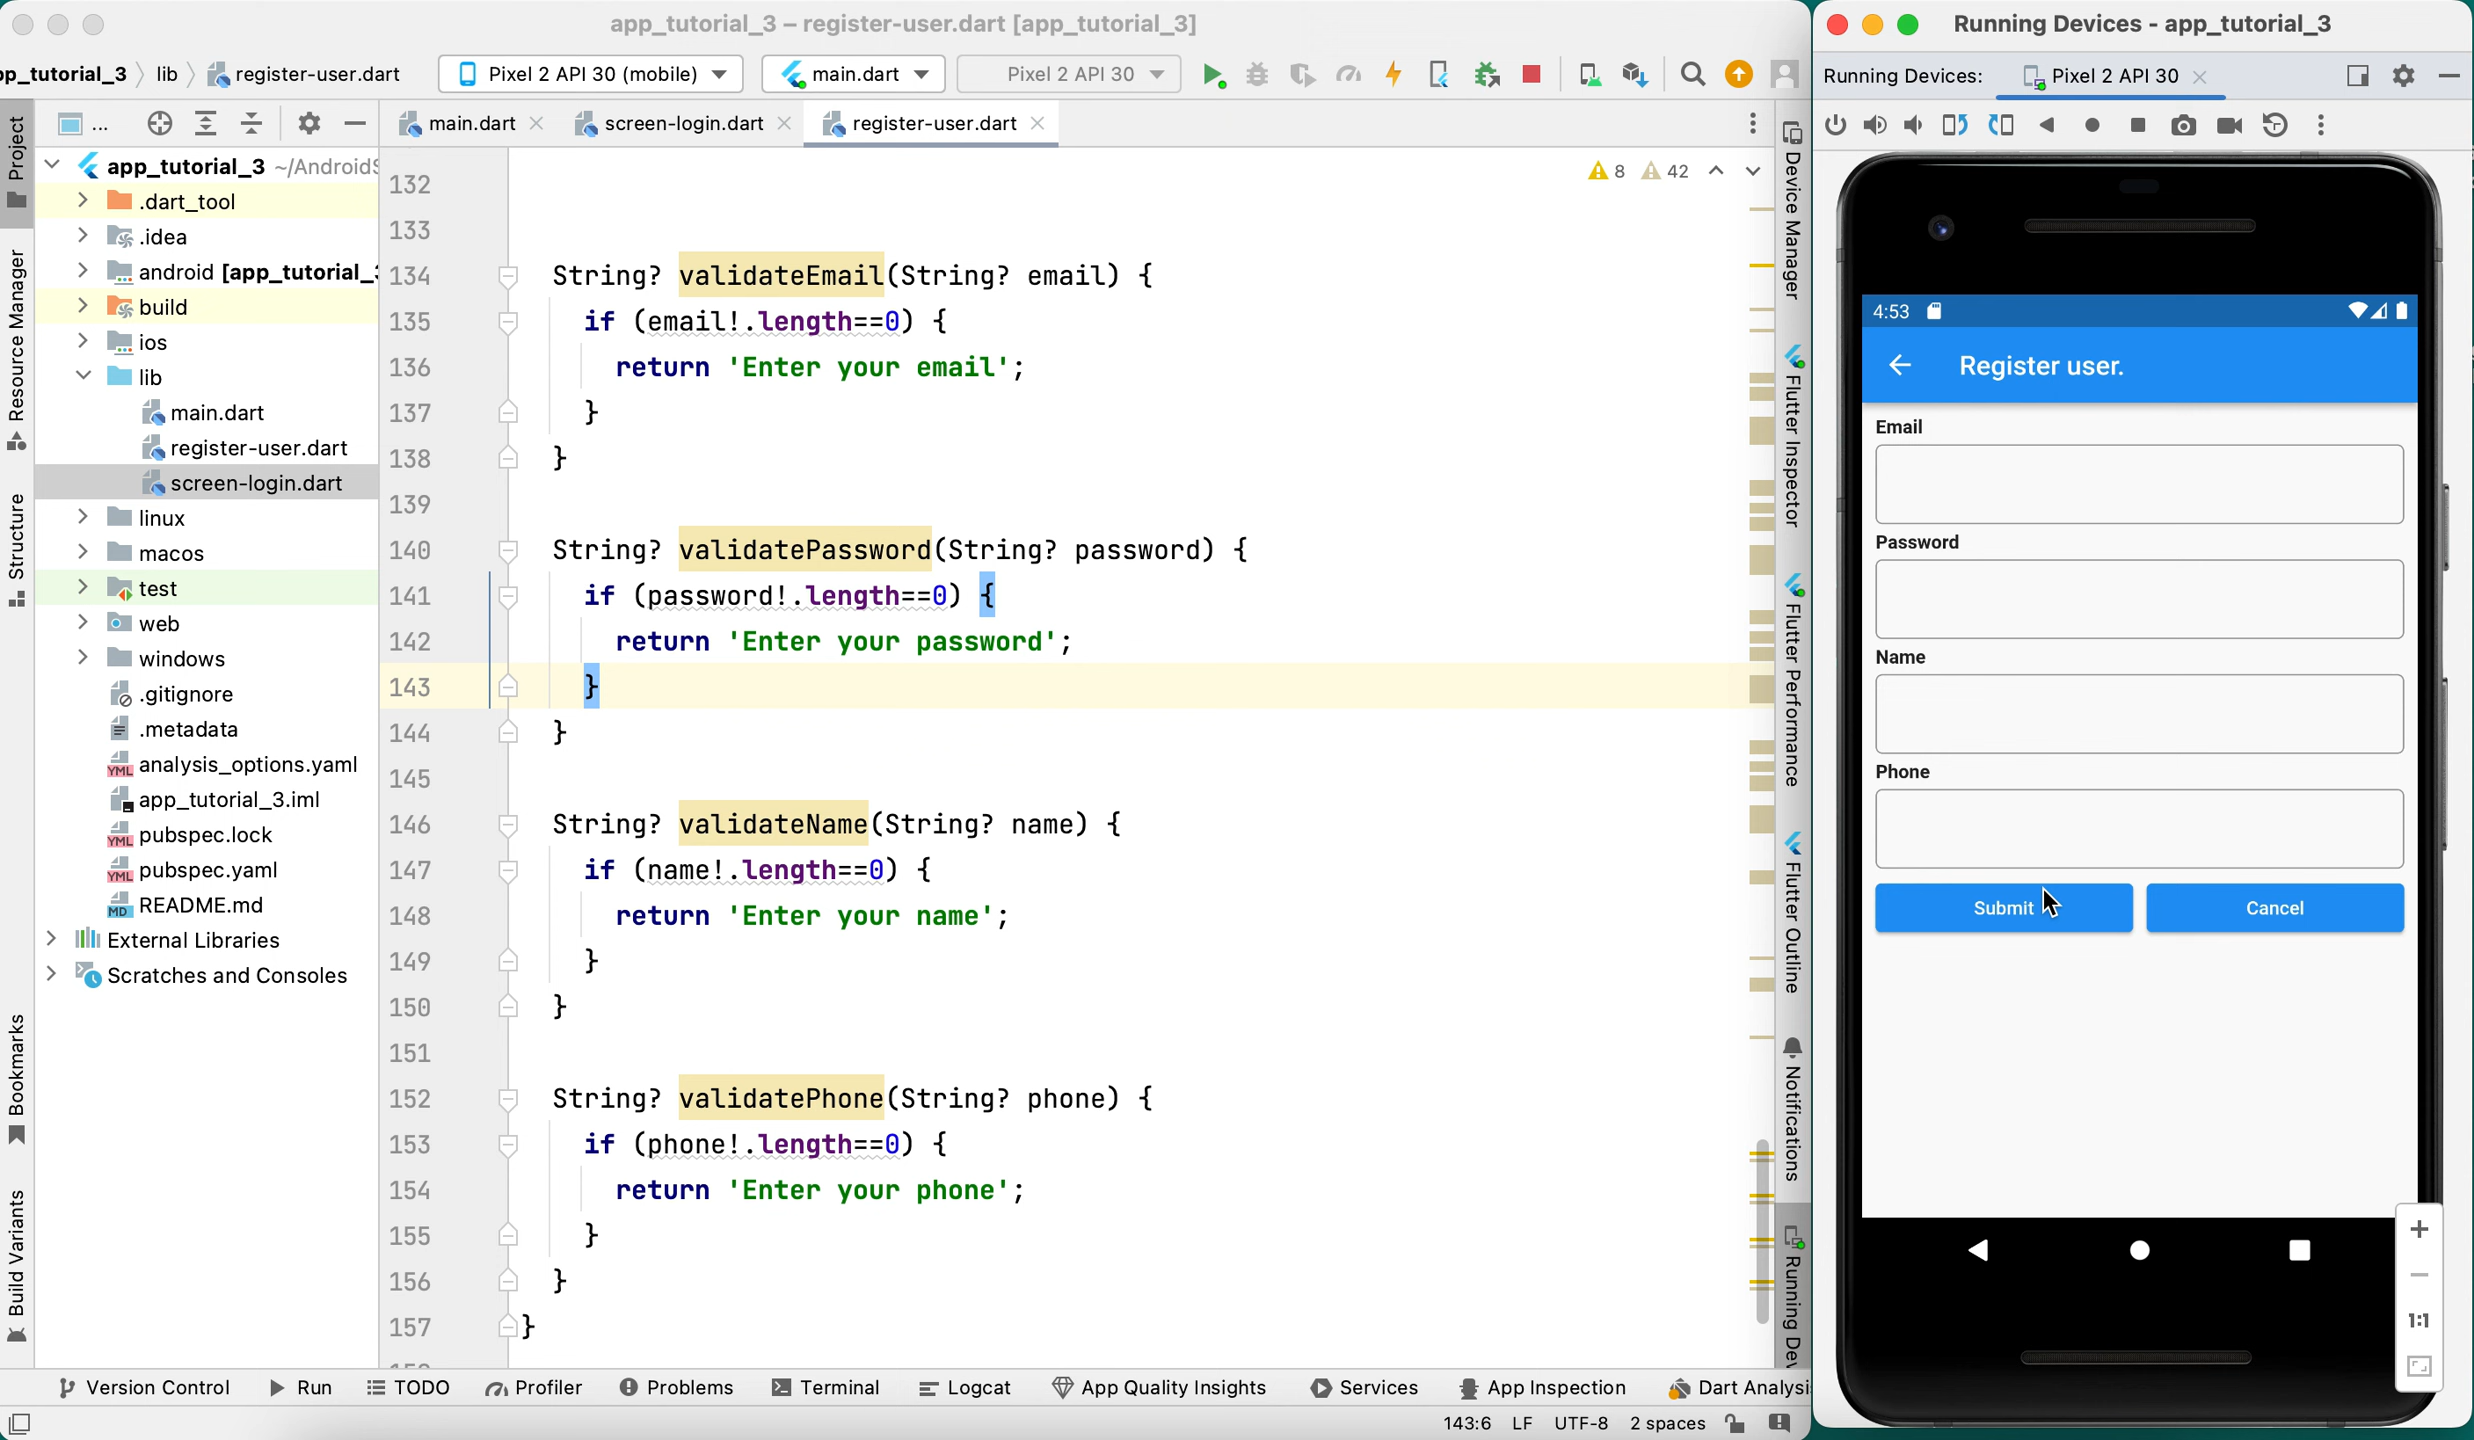 app_tutorial_3 – register-user.dart [app_tutorial_3]
pp_tutorial_3 lib register-user.dart Pixel 2 API 30 (mobile) main.dart Pixel 2 API 30
Project
Resource Manager
Structure
Bookmarks
Build Variants
...
main.dart screen-login.dart register-user.dart
app_tutorial_3 ~/AndroidS
.dart_tool
.idea
android [app_tutorial_3
build
ios
lib
main.dart
register-user.dart
screen-login.dart
linux
macos
test
web
windows
.gitignore
.metadata
analysis_options.yaml
app_tutorial_3.iml
pubspec.lock
pubspec.yaml
README.md
External Libraries
Scratches and Consoles
8 42
132
133
134 String? validateEmail(String? email) {
135 if (email!.length==0) {
136 return 'Enter your email';
137 }
138 }
139
140 String? validatePassword(String? password) {
141 if (password!.length==0) {
142 return 'Enter your password';
143 }
144 }
145
146 String? validateName(String? name) {
147 if (name!.length==0) {
148 return 'Enter your name';
149 }
150 }
151
152 String? validatePhone(String? phone) {
153 if (phone!.length==0) {
154 return 'Enter your phone';
155 }
156 }
157 }
Device Manager
Flutter Inspector
Flutter Performance
Flutter Outline
Notifications
Running Dev
Version Control Run TODO Profiler Problems Terminal Logcat App Quality Insights Services App Inspection Dart Analysi
143:6 LF UTF-8 2 spaces
Running Devices - app_tutorial_3
Running Devices: Pixel 2 API 30
4:53
Register user.
Email
Password
Name
Phone
Submit Cancel
1:1